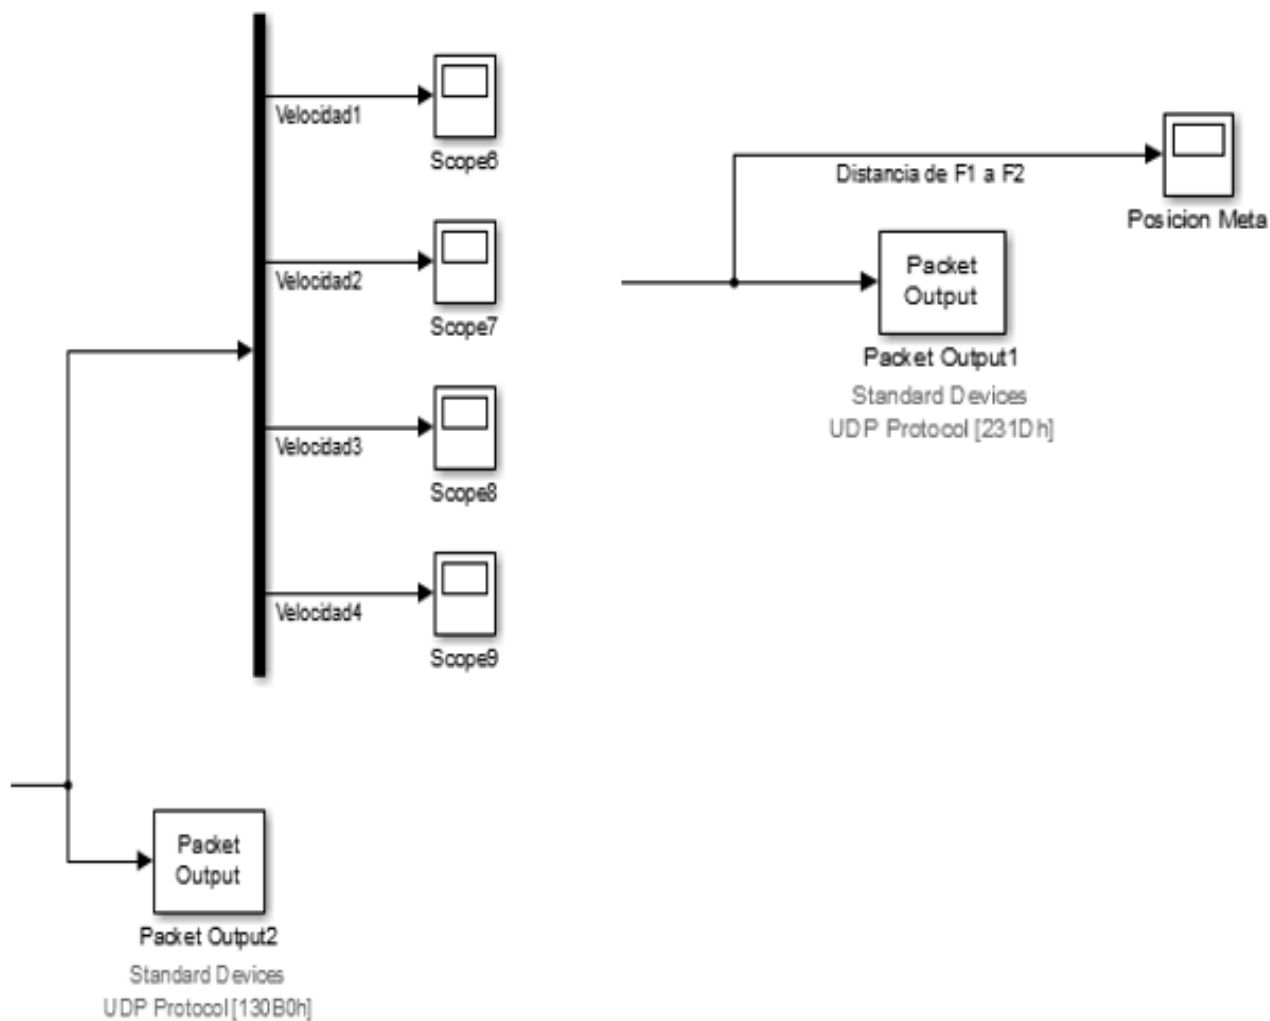 Velocidad1
Scope6
Velocidad2
Scope7
Velocidad3
Scope8
Velocidad4
Scope9
Packet
Output
Packet Output2
Standard Devices
UDP Protocol [130B0h]
Distancia de F1 a F2
Posicion Meta
Packet
Output
Packet Output1
Standard Devices
UDP Protocol [231Dh]